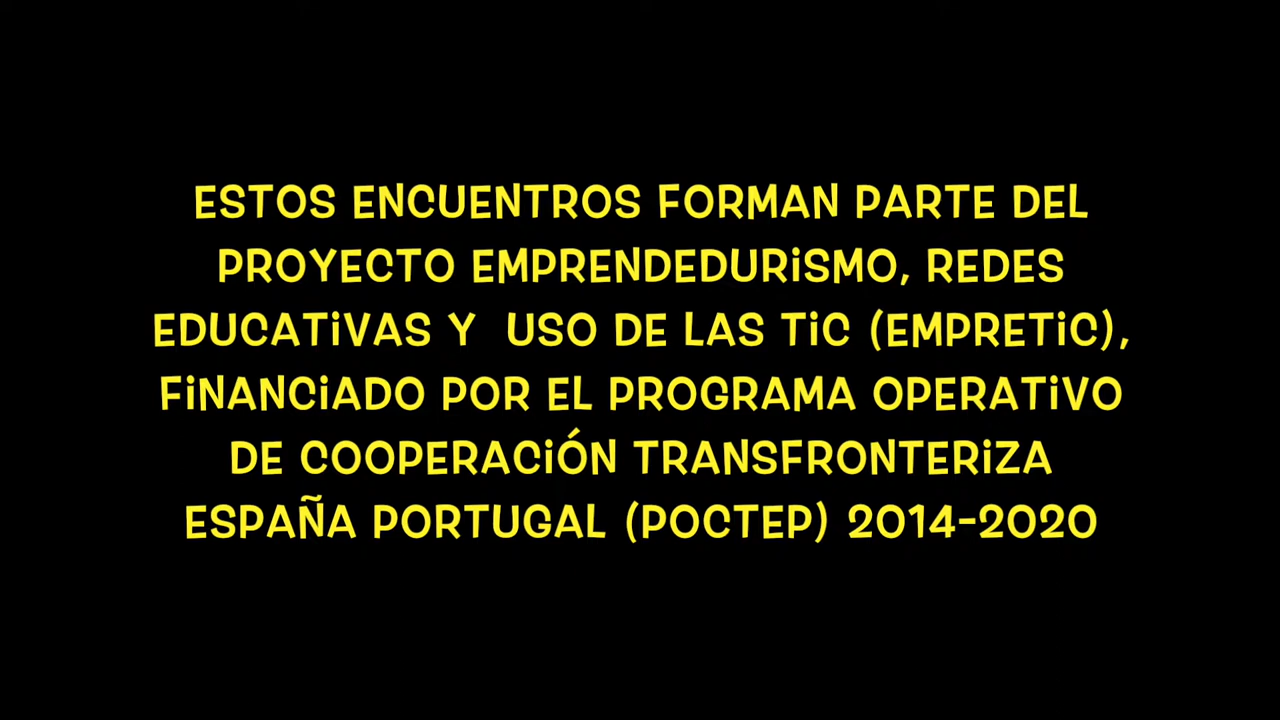 ESTOS ENCUENTROS FORMAN PARTE DEL
PROYECTO EMPRENDEDURiSMO, REDES
EDUCATiVAS Y  USO DE LAS TiC (EMPRETiC),
FiNANCiADO POR EL PROGRAMA OPERATiVO
DE COOPERACiÓN TRANSFRONTERiZA
ESPAÑA PORTUGAL (POCTEP) 2014-2020